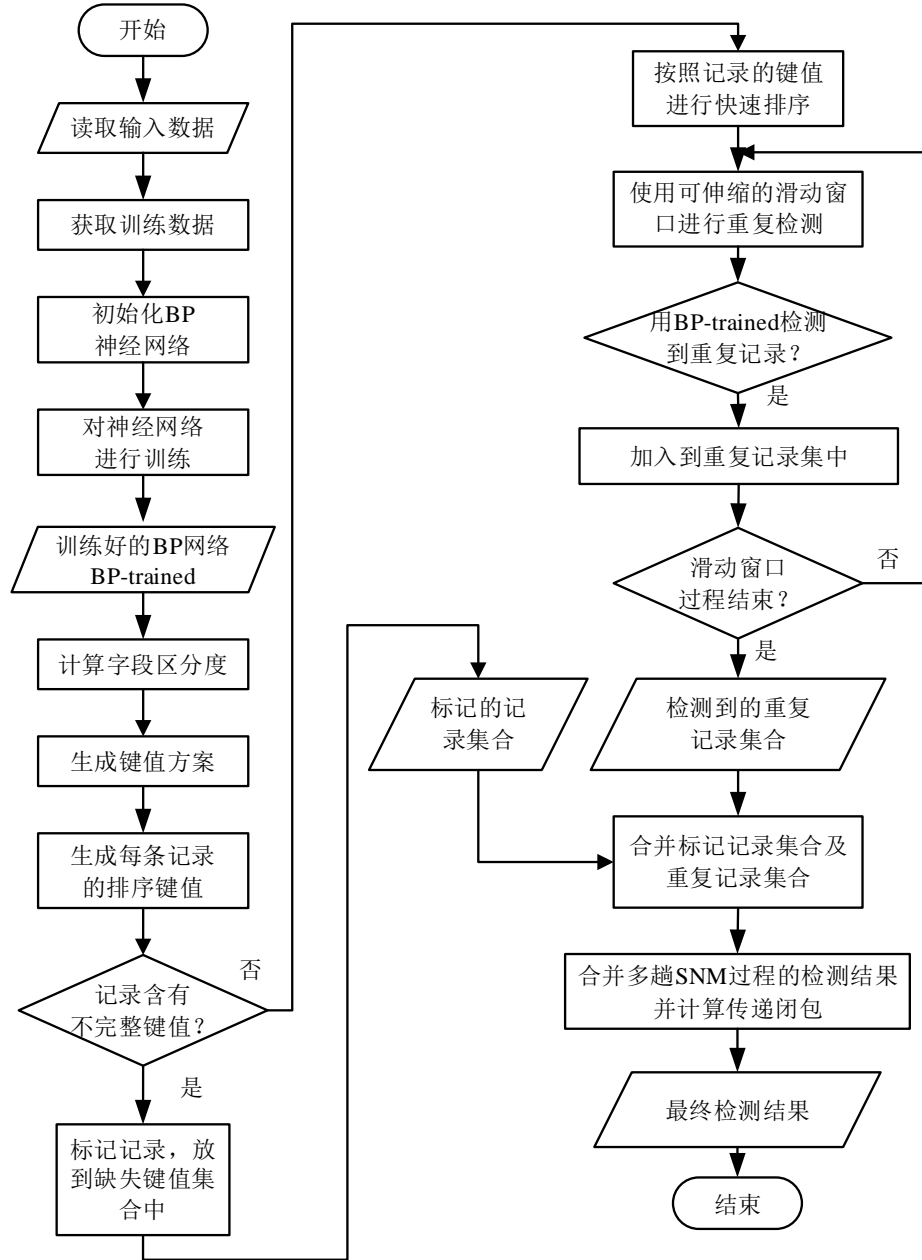 开始
读取输入数据
获取训练数据
初始化BP
神经网络
对神经网络
进行训练
训练好的BP网络
BP-trained
计算字段区分度
生成键值方案
生成每条记录
的排序键值
否
记录含有
不完整键值？
是
标记记录，放
到缺失键值集
合中
标记的记
录集合
按照记录的键值
进行快速排序
使用可伸缩的滑动窗
口进行重复检测
用BP-trained检测
到重复记录？
是
加入到重复记录集中
滑动窗口
过程结束？
否
是
检测到的重复
记录集合
合并标记记录集合及
重复记录集合
合并多趟SNM过程的检测结果
并计算传递闭包
最终检测结果
结束